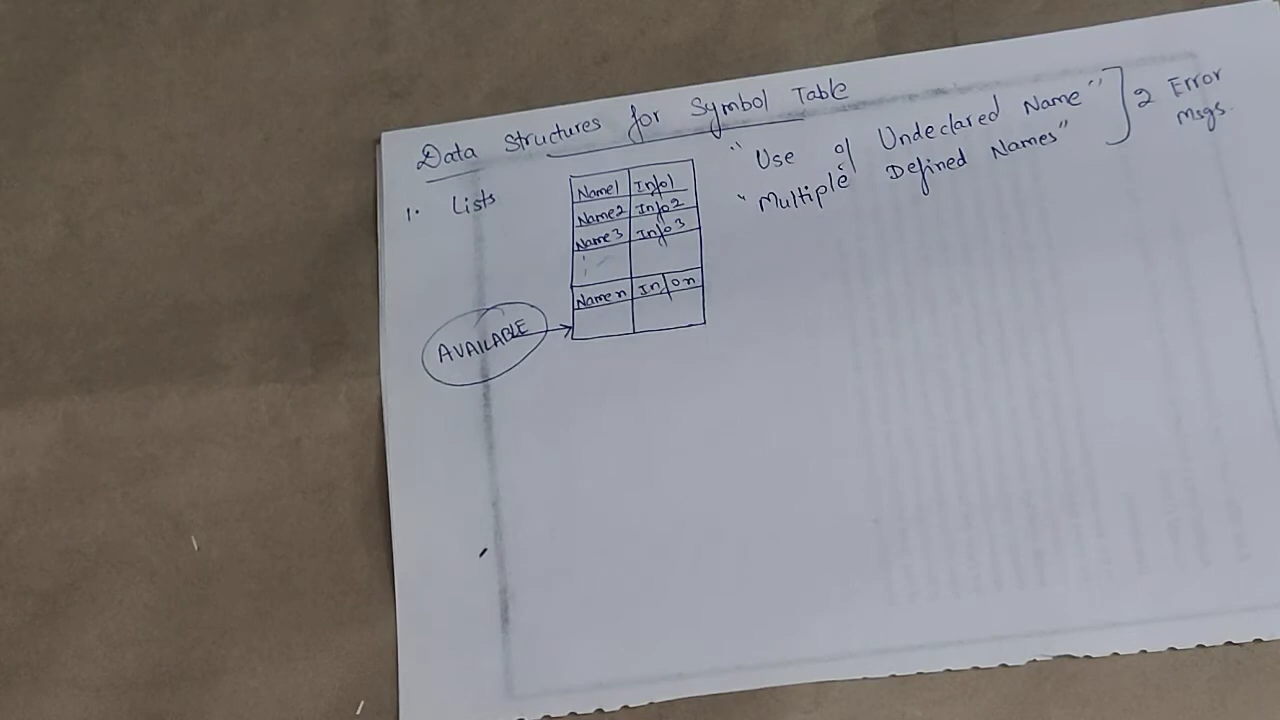 Data Structures for Symbol Table
1. Lists
Name1 Info1
Name2 Info2
Name3 Info3
⋮
Name n Info n
AVAILABLE
"Use of Undeclared Name"
"Multiple Defined Names"
2 Error
Msgs.